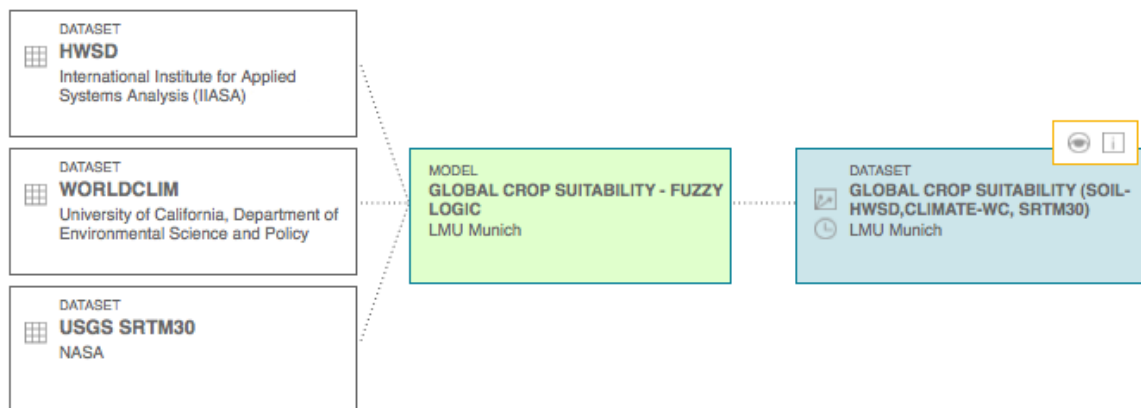 DATASET
HWSD
International Institute for Applied
Systems Analysis (IIASA)
DATASET
WORLDCLIM
University of California, Department of
Environmental Science and Policy
DATASET
USGS SRTM30
NASA
MODEL
GLOBAL CROP SUITABILITY - FUZZY
LOGIC
LMU Munich
DATASET
GLOBAL CROP SUITABILITY (SOIL-
HWSD,CLIMATE-WC, SRTM30)
LMU Munich